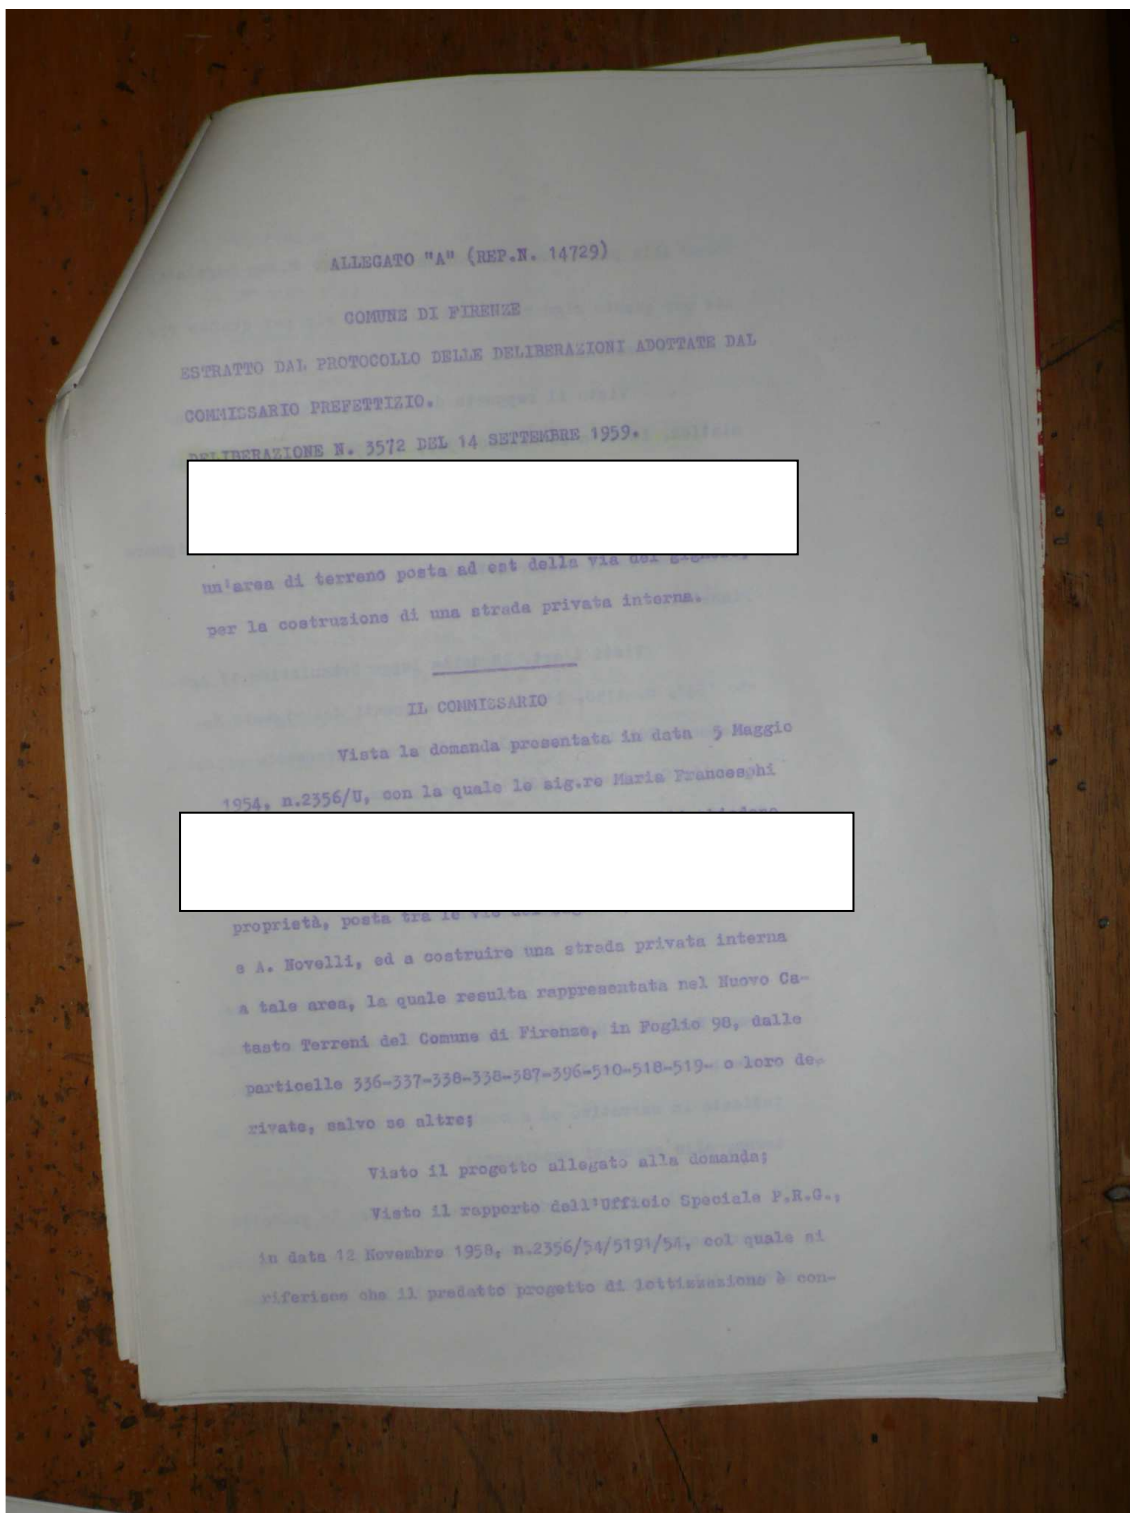 ALLEGATO "A" (REP.N. 14729)
COMUNE DI FIRENZE
ESTRATTO DAL PROTOCOLLO DELLE DELIBERAZIONI ADOTTATE DAL
COMMISSARIO PREFETTIZIO.
DELIBERAZIONE N. 3572 DEL 14 SETTEMBRE 1959.
un'area di terreno posta ad est della via del
per la costruzione di una strada privata interna.
IL COMMISSARIO
Vista la domanda presentata in data 5 Maggio
1954, n.2356/U, con la quale le sig.re Maria Franceschi
proprietà, posta tra le vie
e A. Novelli, ed a costruire una strada privata interna
a tale area, la quale resulta rappresentata nel Nuovo Ca-
tasto Terreni del Comune di Firenze, in Foglio 98, dalle
particelle 336-337-338-338-587-396-510-518-519- o loro de-
rivate, salvo se altre;
Visto il progetto allegato alla domanda;
Visto il rapporto dell'Ufficio Speciale P.R.G.,
in data 12 Novembre 1958, n.2356/54/5191/54, col quale si
riferisce che il predetto progetto di lottizzazione è con-